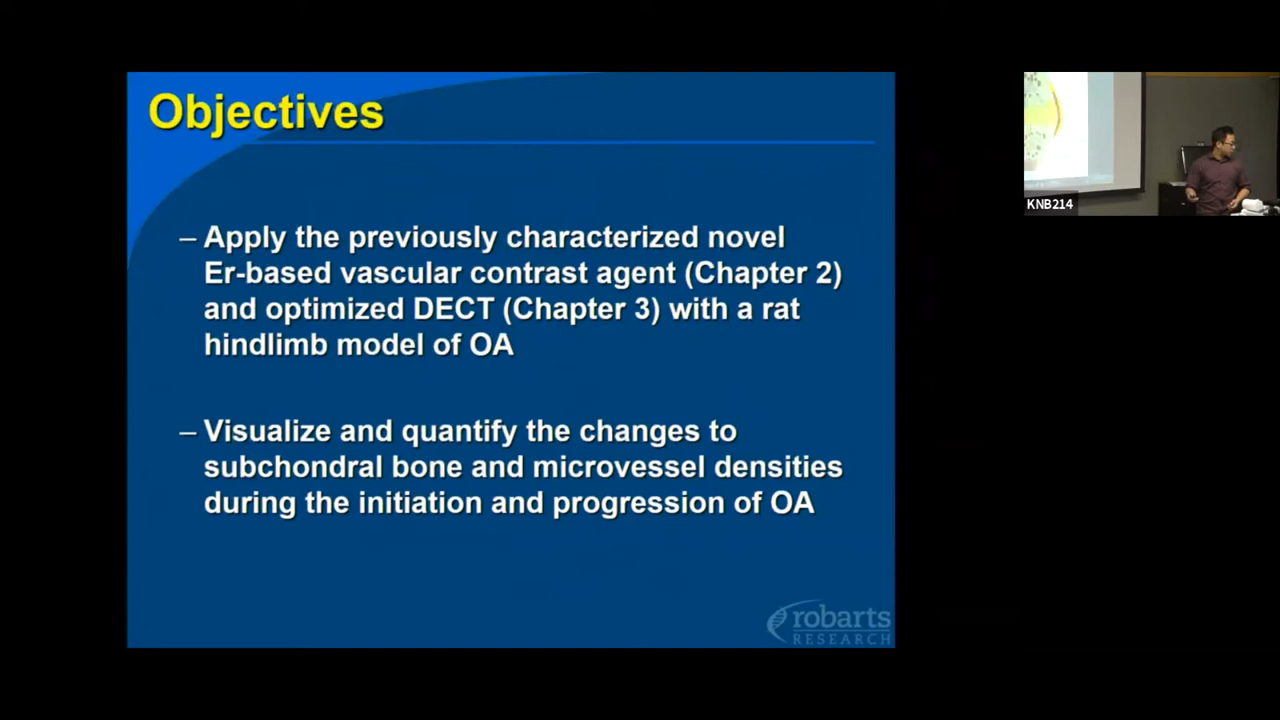 Objectives
– Apply the previously characterized novel
Er-based vascular contrast agent (Chapter 2)
and optimized DECT (Chapter 3) with a rat
hindlimb model of OA
– Visualize and quantify the changes to
subchondral bone and microvessel densities
during the initiation and progression of OA
robarts
RESEARCH
KNB214